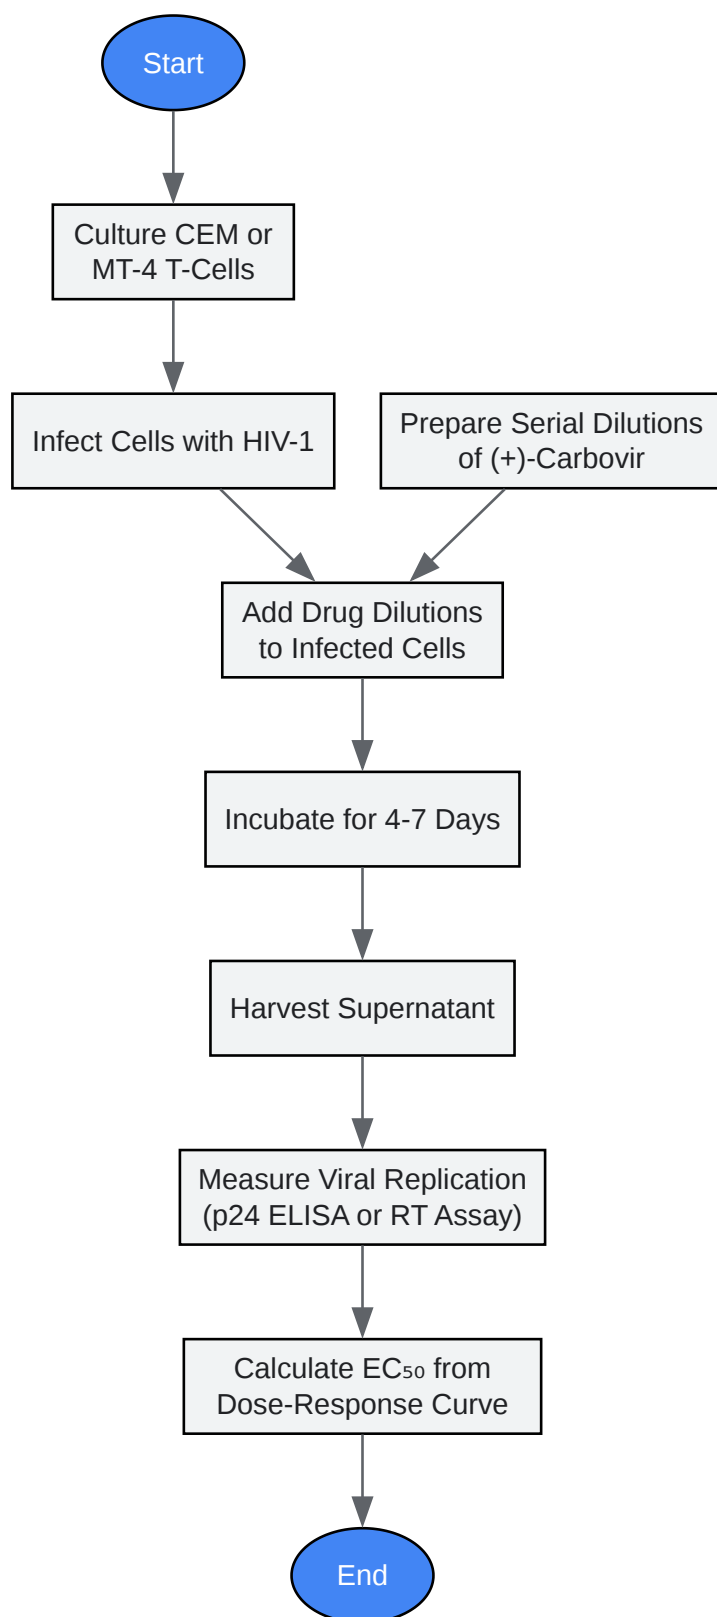 Start
Culture CEM or
MT-4 T-Cells
Infect Cells with HIV-1
Prepare Serial Dilutions
of (+)-Carbovir
Add Drug Dilutions
to Infected Cells
Incubate for 4-7 Days
Harvest Supernatant
Measure Viral Replication
(p24 ELISA or RT Assay)
Calculate EC₅₀ from
Dose-Response Curve
End